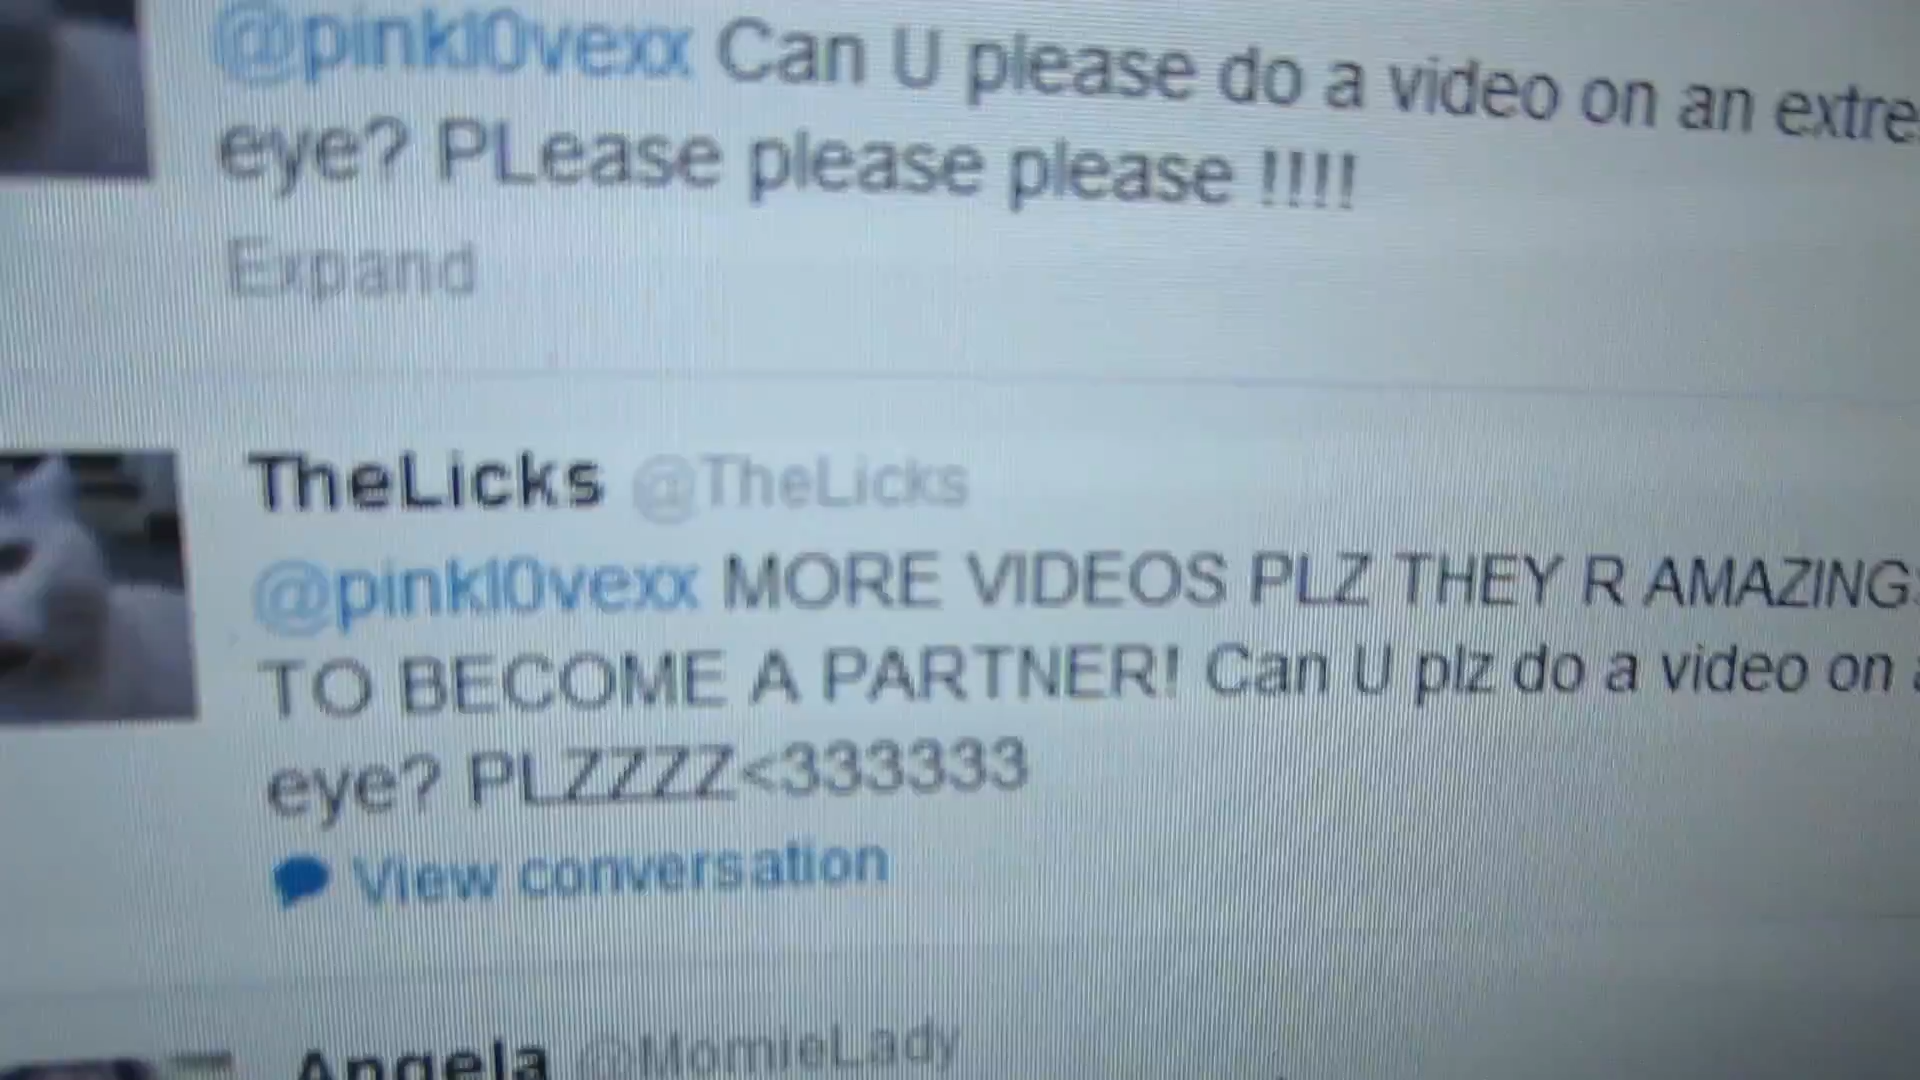 @pinkl0vexx Can U please do a video on an extre
eye? PLease please please !!!!
Expand
TheLicks @TheLicks
@pinkl0vexx MORE VIDEOS PLZ THEY R AMAZING
TO BECOME A PARTNER! Can U plz do a video on a
eye? PLZZZZ<333333
View conversation
Angela @MomieLady